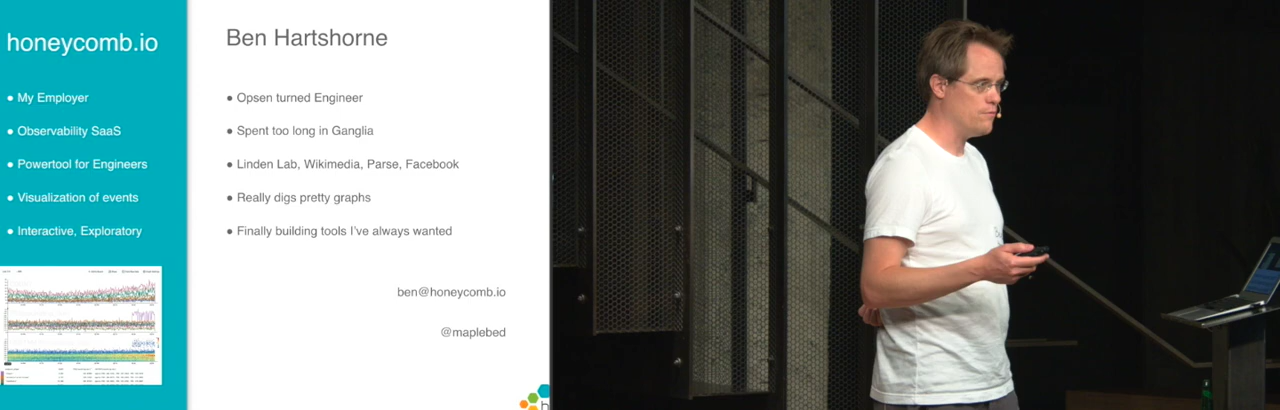 honeycomb.io
● My Employer
● Observability SaaS
● Powertool for Engineers
● Visualization of events
● Interactive, Exploratory
Ben Hartshorne
● Opsen turned Engineer
● Spent too long in Ganglia
● Linden Lab, Wikimedia, Parse, Facebook
● Really digs pretty graphs
● Finally building tools I've always wanted
ben@honeycomb.io
@maplebed
h